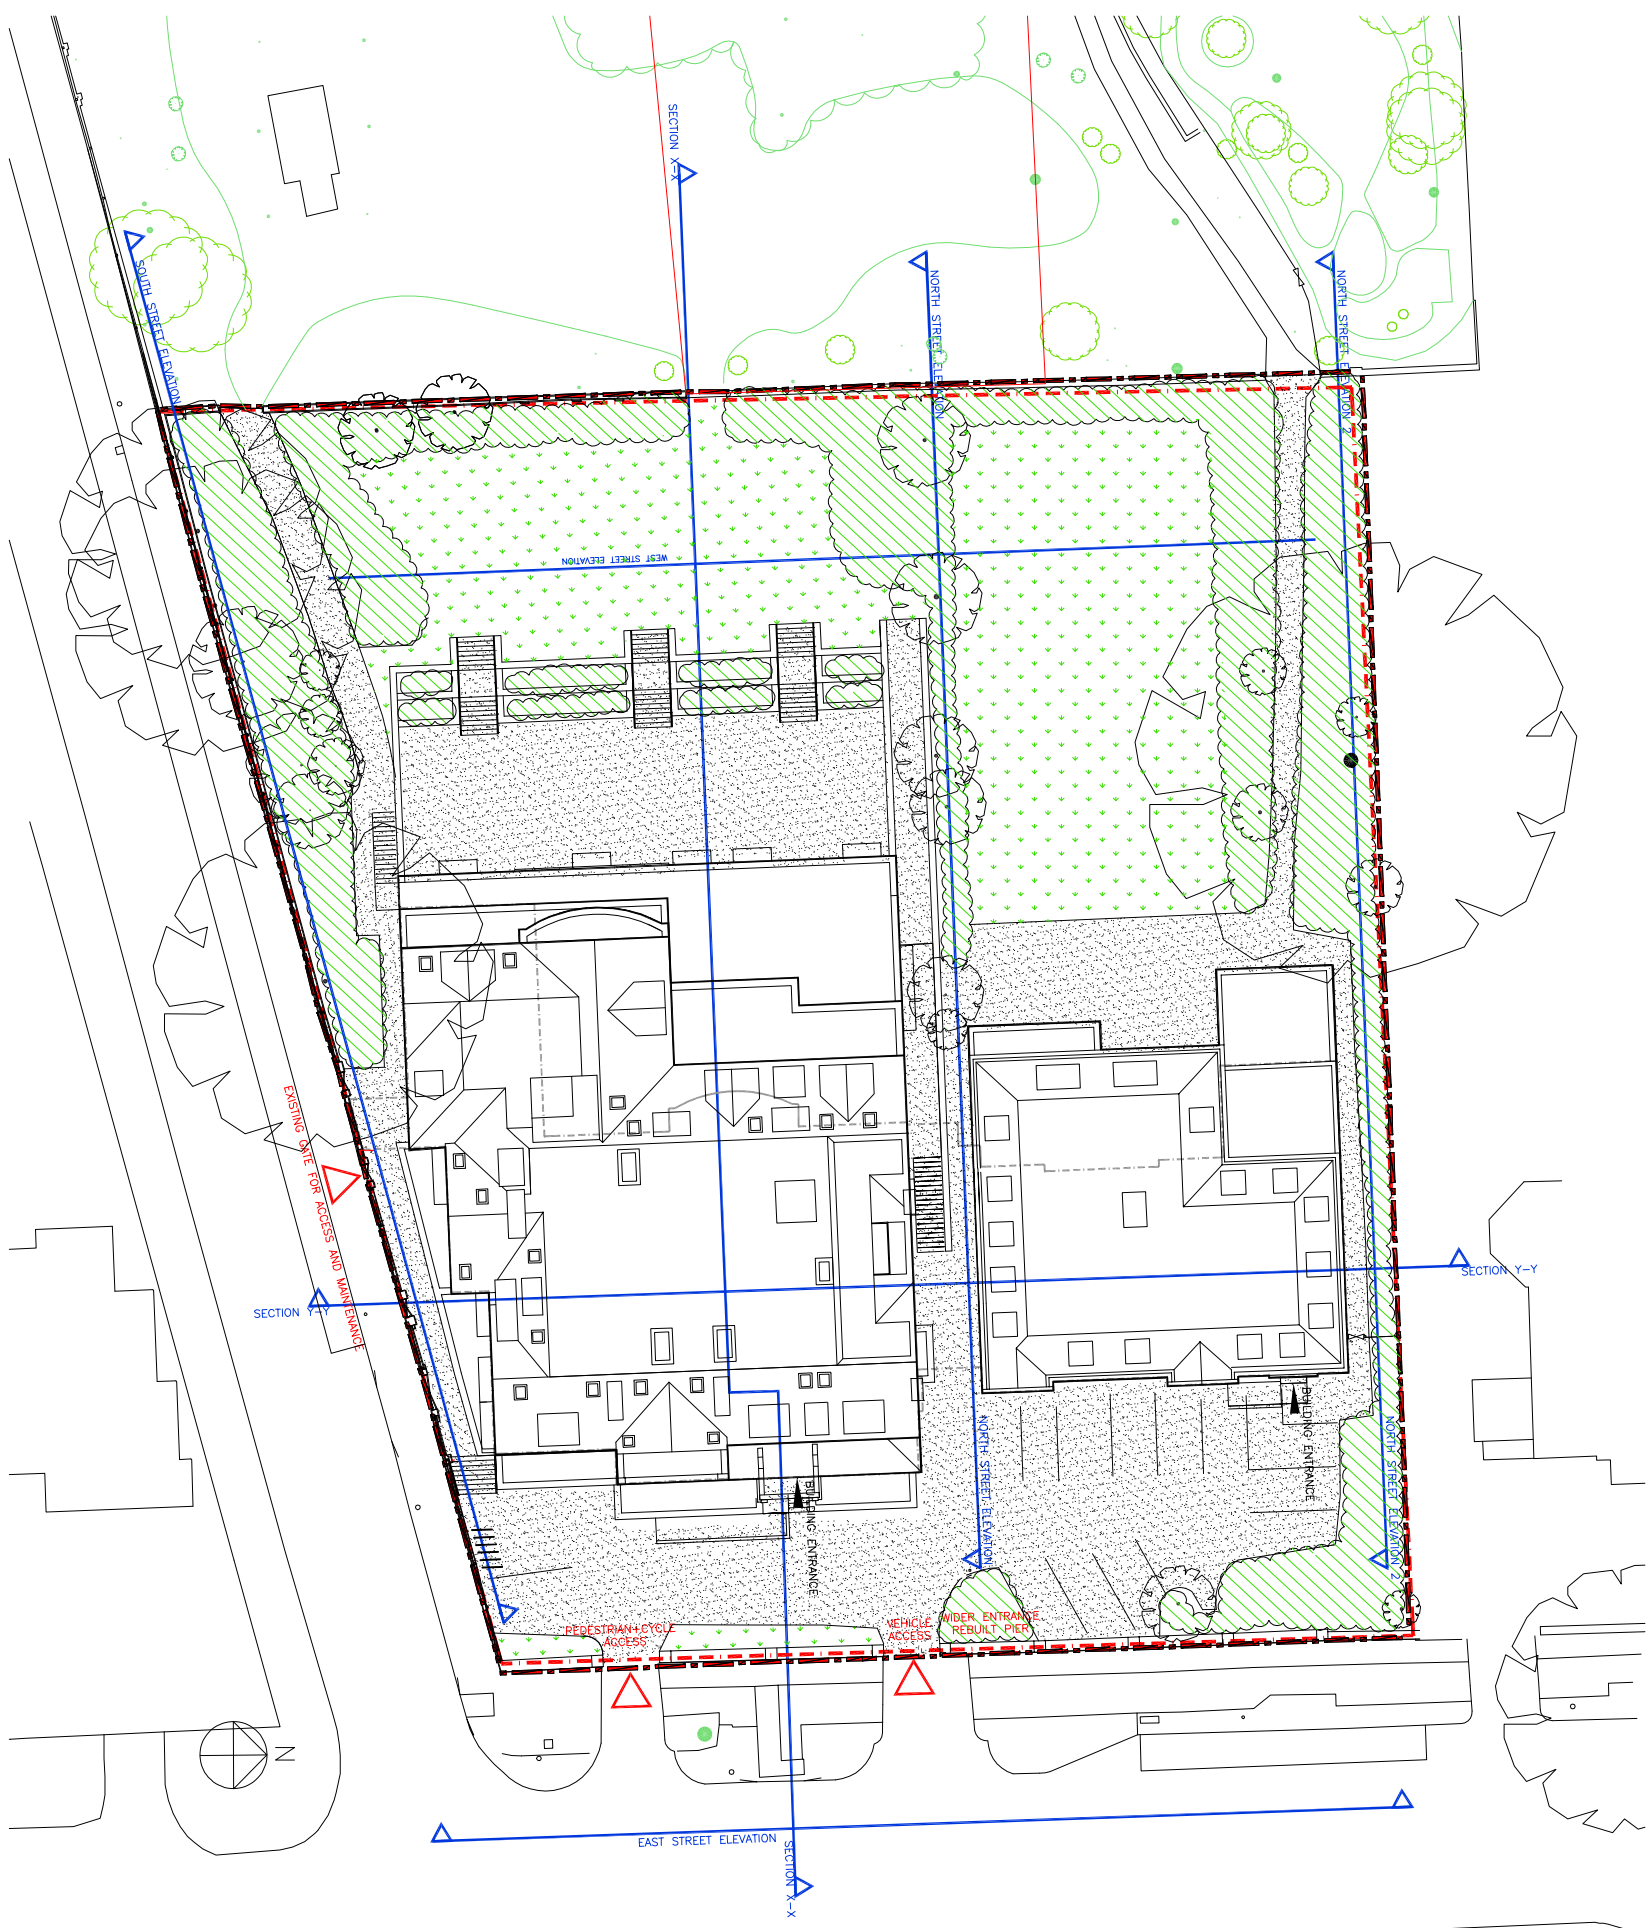 SECTION X-X
SOUTH STREET ELEVATION
NORTH STREET ELEVATION
NORTH STREET ELEVATION 2
WEST STREET ELEVATION
EXISTING GATE FOR ACCESS AND MAINTENANCE
SECTION Y-Y
SECTION Y-Y
BUILDING ENTRANCE
BUILDING ENTRANCE
NORTH STREET ELEVATION
NORTH STREET ELEVATION 2
PEDESTRIAN+CYCLE
ACCESS
VEHICLE
ACCESS
WIDER ENTRANCE
REBUILT PIER
N
EAST STREET ELEVATION
SECTION X-X